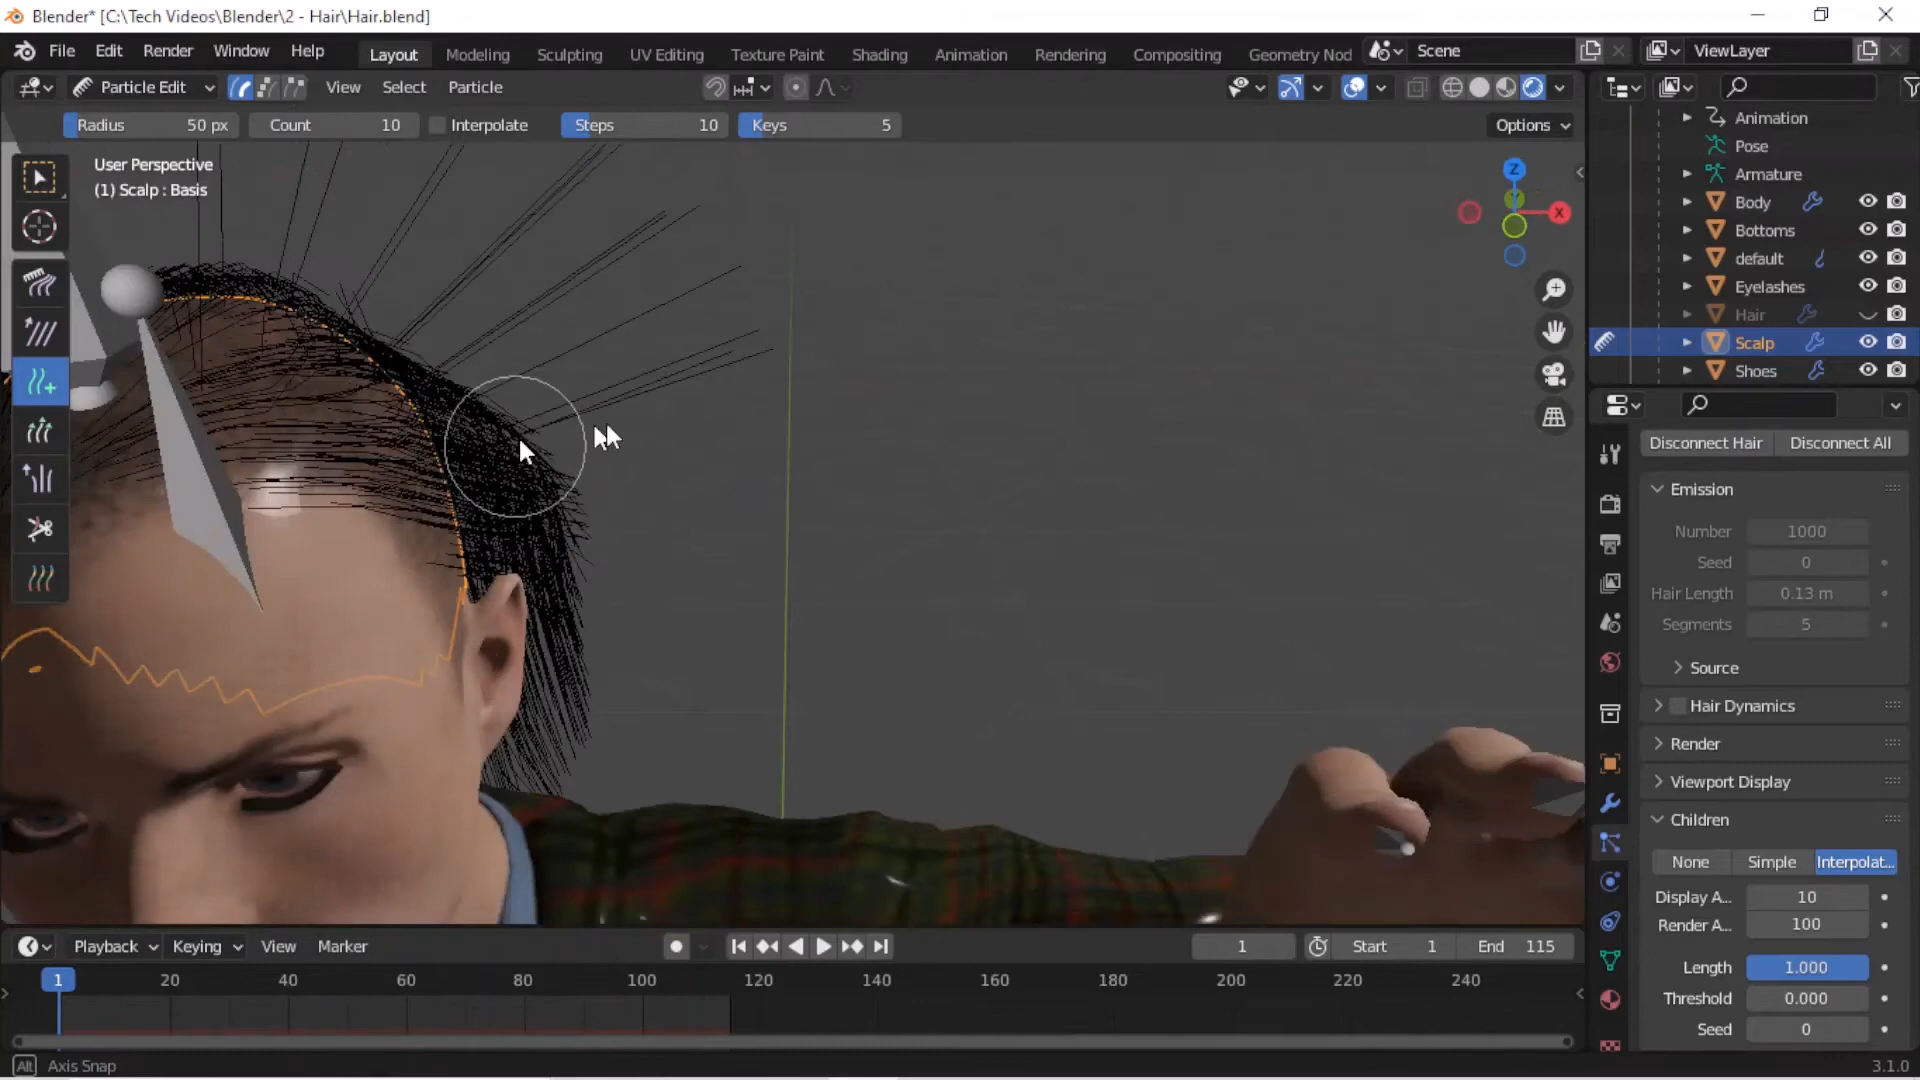 Blender* [C:\Tech Videos\Blender\2 - Hair\Hair.blend]
File Edit Render Window Help Layout Modeling Sculpting UV Editing Texture Paint Shading Animation Rendering Compositing Geometry Nod Scene ViewLayer
Particle Edit View Select Particle
Radius 50 px Count 10 Interpolate Steps 10 Keys 5 Options
User Perspective
(1) Scalp : Basis
Z
Y
X
Animation
Pose
Armature
Body
Bottoms
default
Eyelashes
Hair
Scalp
Shoes
Disconnect Hair Disconnect All
Emission
Number 1000
Seed 0
Hair Length 0.13 m
Segments 5
Source
Hair Dynamics
Render
Viewport Display
Children
None Simple Interpolat...
Display A... 10
Render A... 100
Length 1.000
Threshold 0.000
Seed 0
Playback Keying View Marker 1 Start 1 End 115
1 20 40 60 80 100 120 140 160 180 200 220 240
Alt Axis Snap 3.1.0